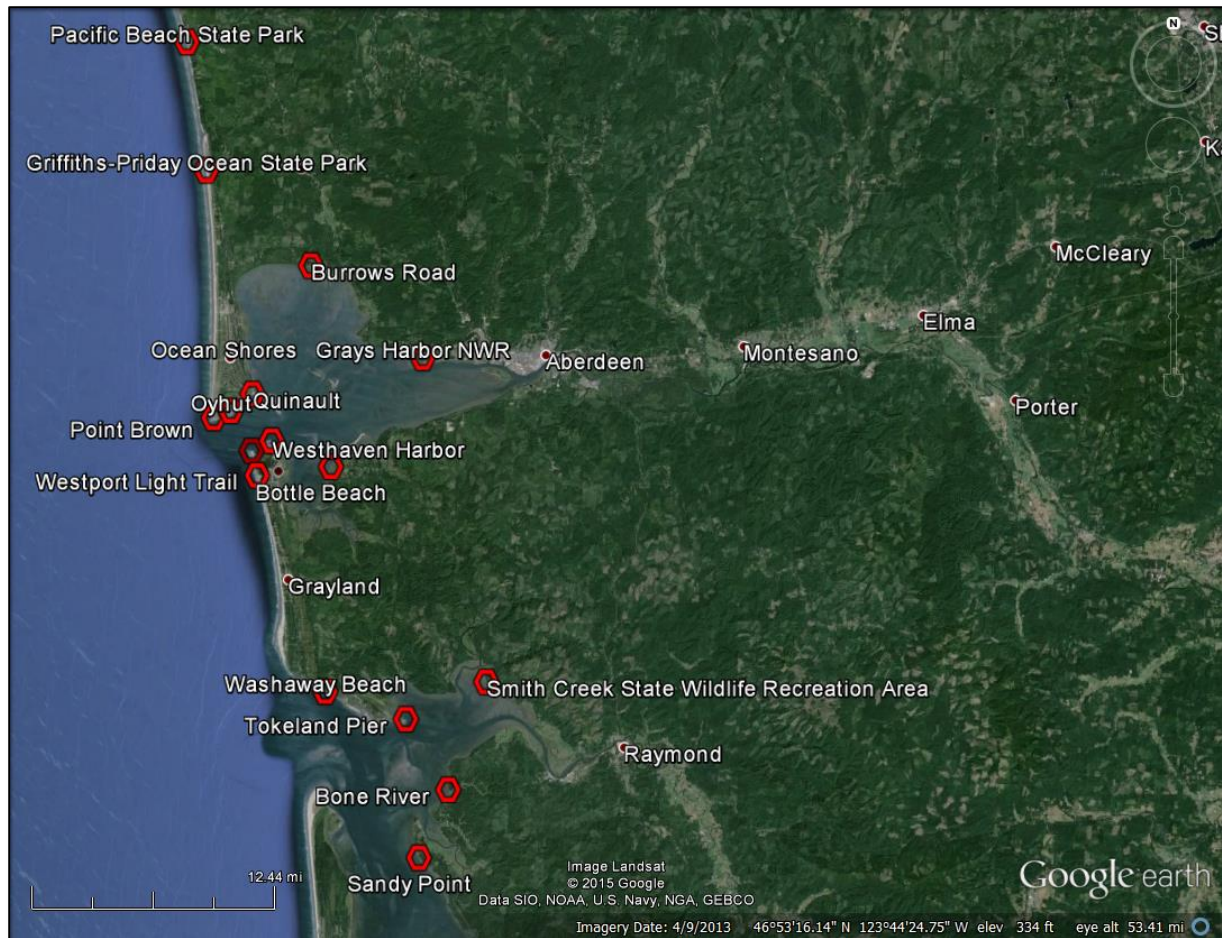 N
Pacific Beach State Park
Griffiths-Priday Ocean State Park
McCleary
Burrows Road
Elma
Ocean Shores
Grays Harbor NWR
Aberdeen
Montesano
Oyhut
Quinault
Porter
Point Brown
Westhaven Harbor
Westport Light Trail
Bottle Beach
Grayland
Washaway Beach
Smith Creek State Wildlife Recreation Area
Tokeland Pier
Raymond
Bone River
Sandy Point
12.44 mi
Image Landsat
© 2015 Google
Data SIO, NOAA, U.S. Navy, NGA, GEBCO
Google earth
Imagery Date: 4/9/2013 46°53'16.14" N 123°44'24.75" W elev 334 ft eye alt 53.41 mi